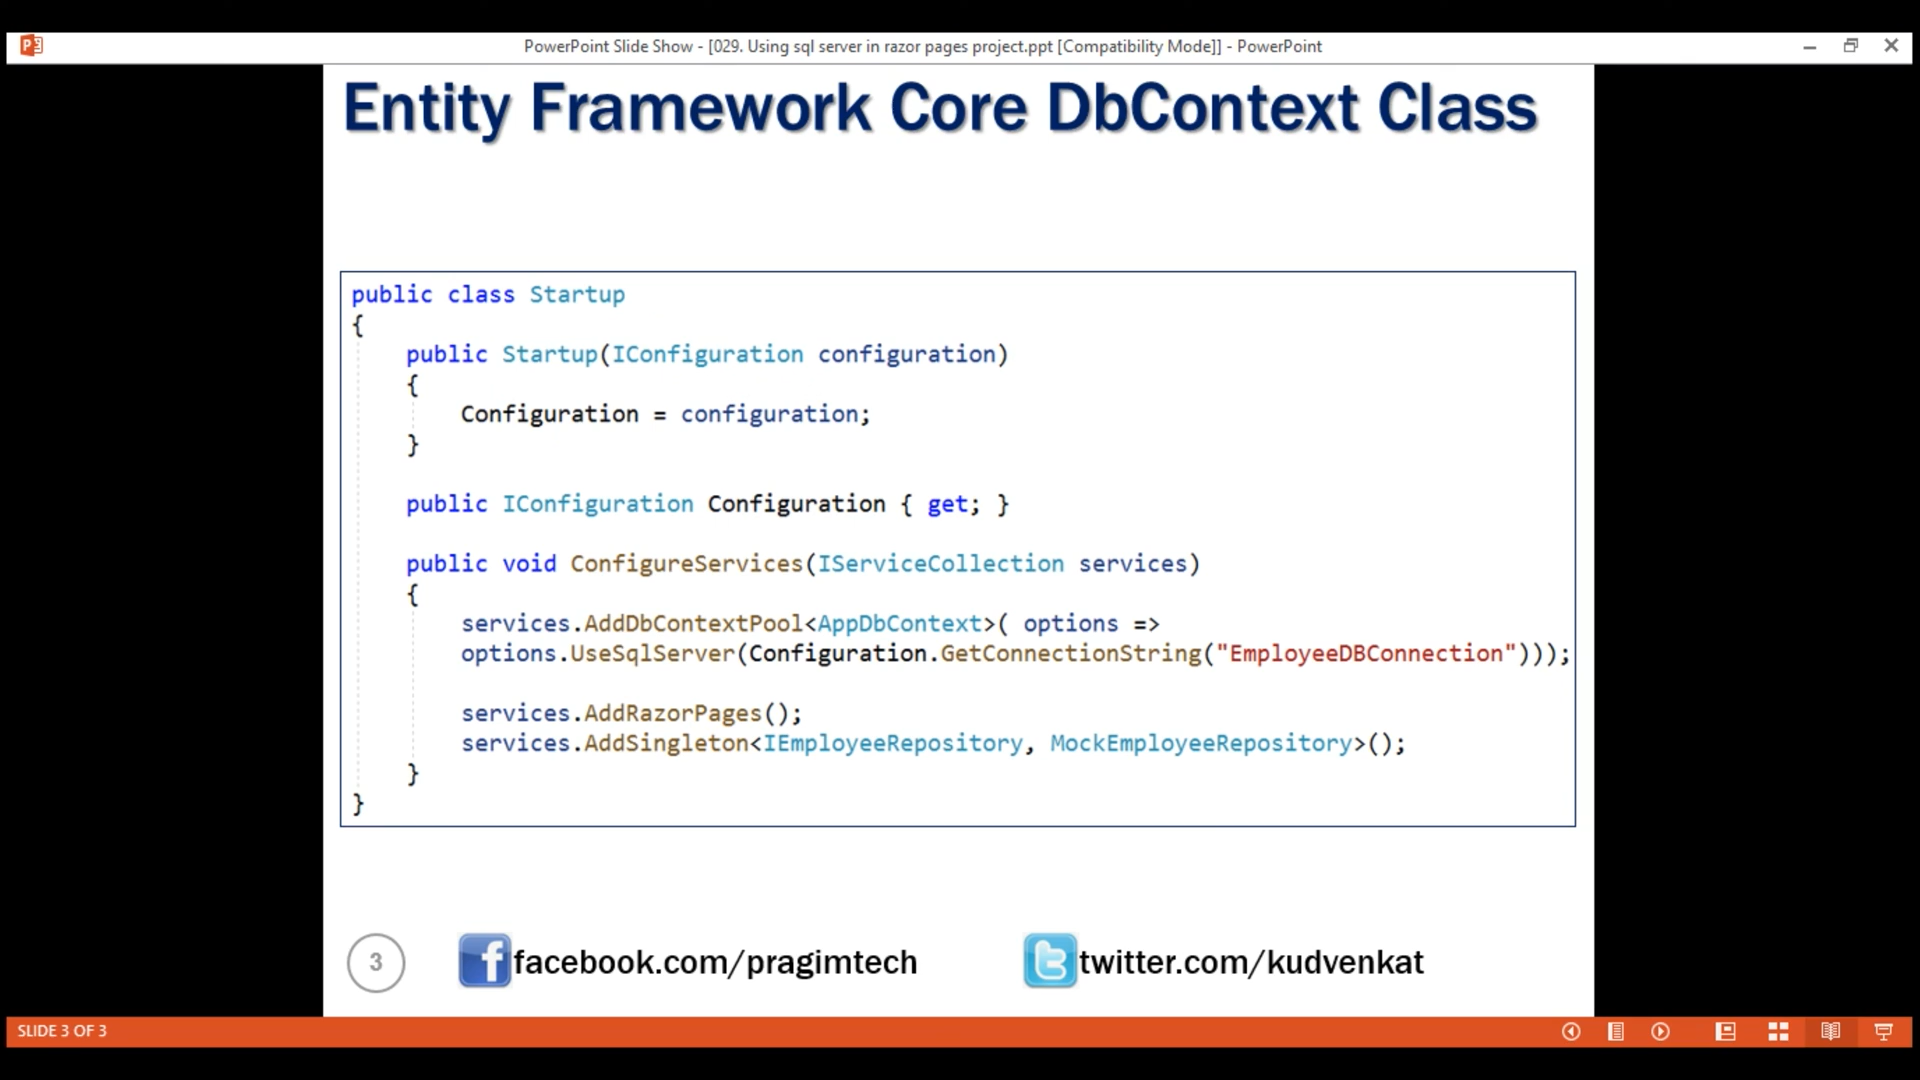 PowerPoint Slide Show - [029. Using sql server in razor pages project.ppt [Compatibility Mode]] - PowerPoint
Entity Framework Core DbContext Class
public class Startup
{
    public Startup(IConfiguration configuration)
    {
        Configuration = configuration;
    }

    public IConfiguration Configuration { get; }

    public void ConfigureServices(IServiceCollection services)
    {
        services.AddDbContextPool<AppDbContext>( options =>
        options.UseSqlServer(Configuration.GetConnectionString("EmployeeDBConnection")));

        services.AddRazorPages();
        services.AddSingleton<IEmployeeRepository, MockEmployeeRepository>();
    }
}
3 facebook.com/pragimtech twitter.com/kudvenkat
SLIDE 3 OF 3